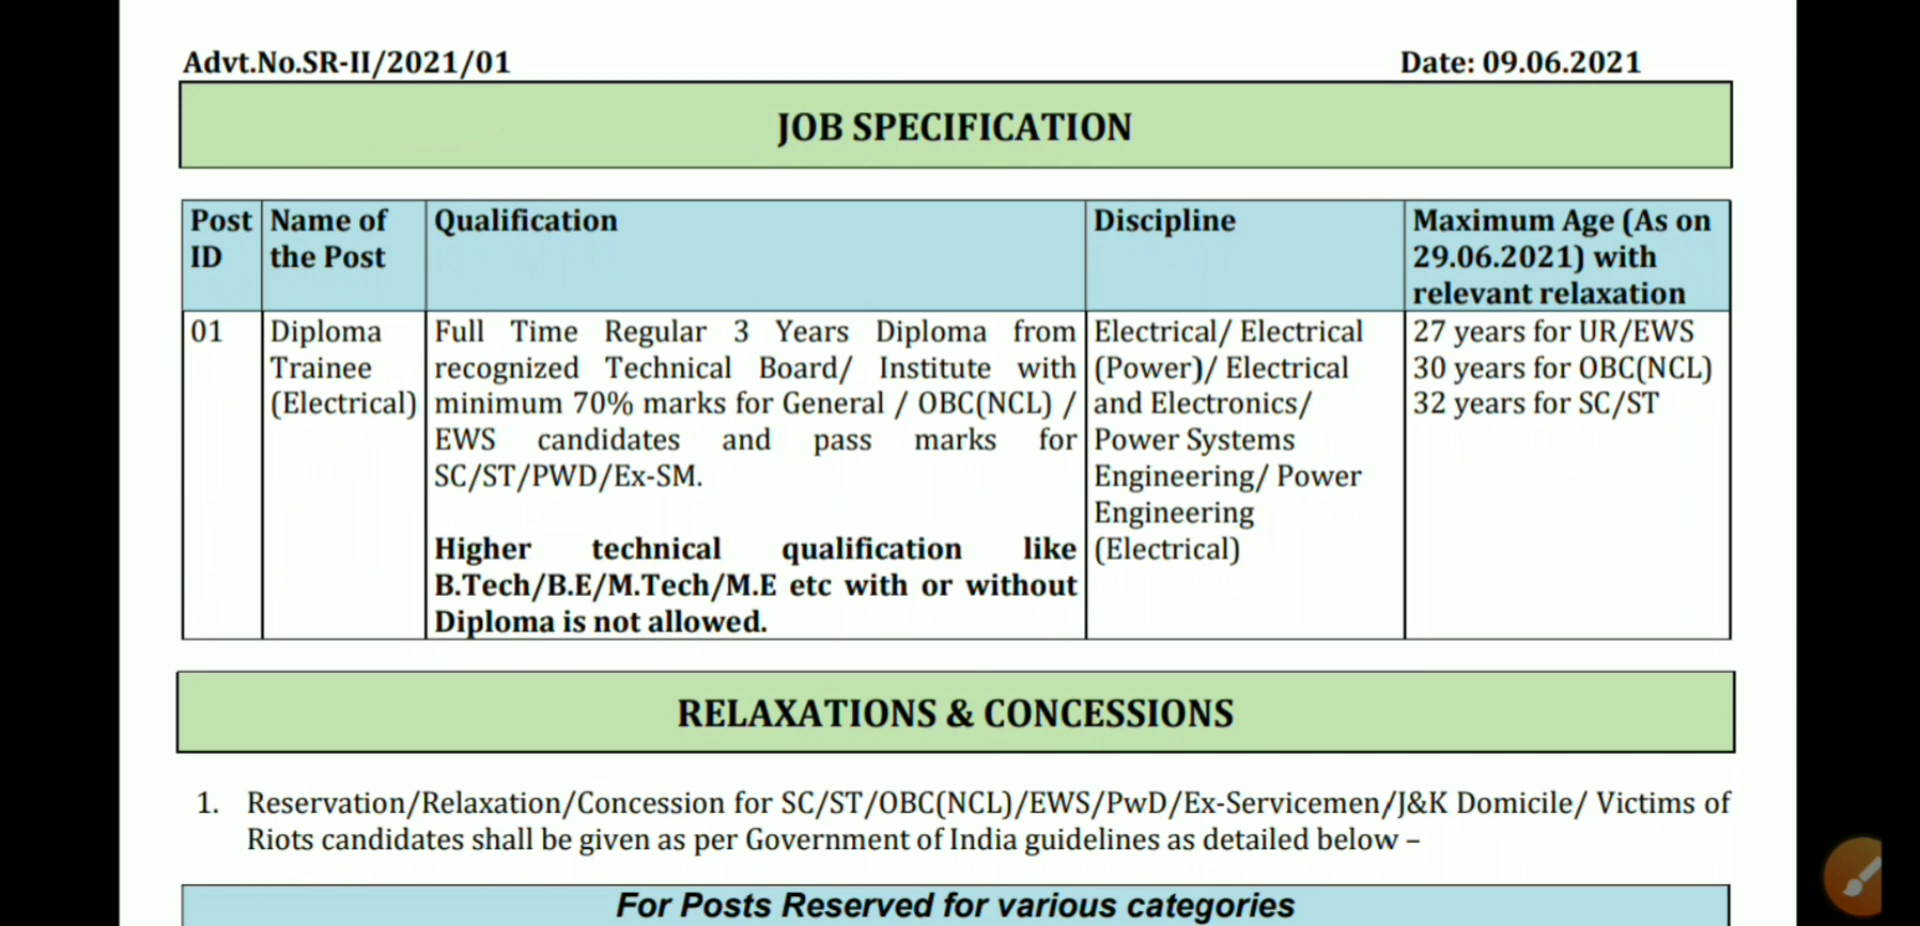 Advt.No.SR-II/2021/01 Date: 09.06.2021
JOB SPECIFICATION
Post ID
Name of the Post
Qualification
Discipline
Maximum Age (As on
29.06.2021) with
relevant relaxation
01
Diploma
Trainee
(Electrical)
Full Time Regular 3 Years Diploma from
recognized Technical Board/ Institute with
minimum 70% marks for General / OBC(NCL) /
EWS candidates and pass marks for
SC/ST/PWD/Ex-SM.
Higher technical qualification like
B.Tech/B.E/M.Tech/M.E etc with or without
Diploma is not allowed.
Electrical/ Electrical
(Power)/ Electrical
and Electronics/
Power Systems
Engineering/ Power
Engineering
(Electrical)
27 years for UR/EWS
30 years for OBC(NCL)
32 years for SC/ST
RELAXATIONS & CONCESSIONS
1. Reservation/Relaxation/Concession for SC/ST/OBC(NCL)/EWS/PwD/Ex-Servicemen/J&K Domicile/ Victims of
Riots candidates shall be given as per Government of India guidelines as detailed below –
For Posts Reserved for various categories